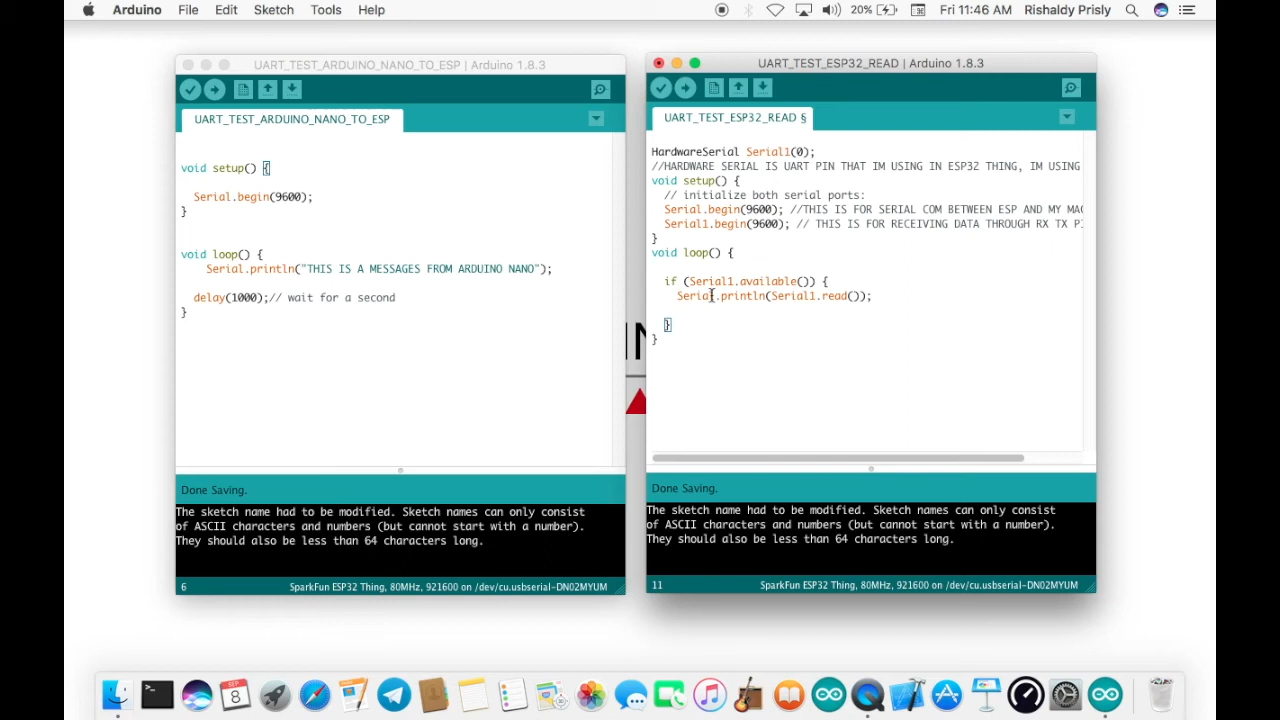 Arduino File Edit Sketch Tools Help 20% Fri 11:46 AM Rishaldy Prisly
UART_TEST_ARDUINO_NANO_TO_ESP | Arduino 1.8.3
UART_TEST_ARDUINO_NANO_TO_ESP
void setup() {
Serial.begin(9600);
}
void loop() {
Serial.println("THIS IS A MESSAGES FROM ARDUINO NANO");
delay(1000);// wait for a second
}
Done Saving.
The sketch name had to be modified. Sketch names can only consist
of ASCII characters and numbers (but cannot start with a number).
They should also be less than 64 characters long.
6 SparkFun ESP32 Thing, 80MHz, 921600 on /dev/cu.usbserial-DN02MYUM
UART_TEST_ESP32_READ | Arduino 1.8.3
UART_TEST_ESP32_READ §
HardwareSerial Serial1(0);
//HARDWARE SERIAL IS UART PIN THAT IM USING IN ESP32 THING, IM USING
void setup() {
// initialize both serial ports:
Serial.begin(9600); //THIS IS FOR SERIAL COM BETWEEN ESP AND MY MAC
Serial1.begin(9600); // THIS IS FOR RECEIVING DATA THROUGH RX TX PI
}
void loop() {
if (Serial1.available()) {
Serial.println(Serial1.read());
}
}
Done Saving.
The sketch name had to be modified. Sketch names can only consist
of ASCII characters and numbers (but cannot start with a number).
They should also be less than 64 characters long.
11 SparkFun ESP32 Thing, 80MHz, 921600 on /dev/cu.usbserial-DN02MYUM
SEP
8